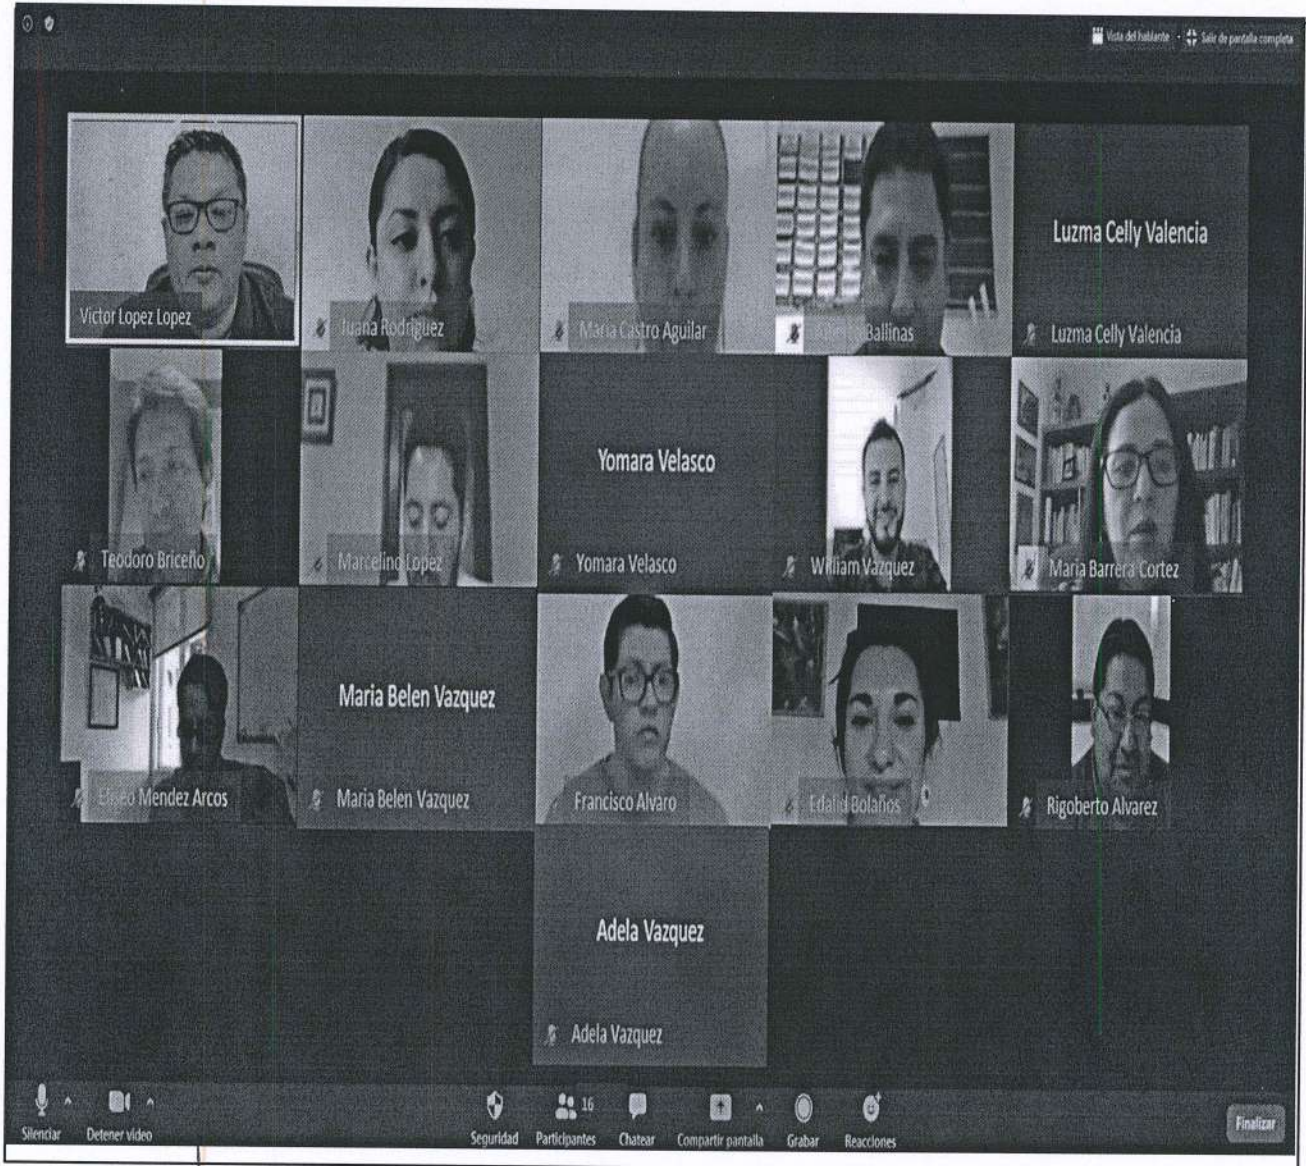 Vista del hablante
Salir de pantalla completa
Victor Lopez Lopez
Juana Rodriguez
Maria Castro Aguilar
Ballinas
Luzma Celly Valencia
Luzma Celly Valencia
Teodoro Briceño
Marcelino Lopez
Yomara Velasco
Yomara Velasco
William Vazquez
Maria Barrera Cortez
Eliseo Mendez Arcos
Maria Belen Vazquez
Maria Belen Vazquez
Francisco Alvaro
Edalid Bolaños
Rigoberto Alvarez
Adela Vazquez
Adela Vazquez
Silenciar
Detener video
Seguridad
16
Participantes
Chatear
Compartir pantalla
Grabar
Reacciones
Finalizar